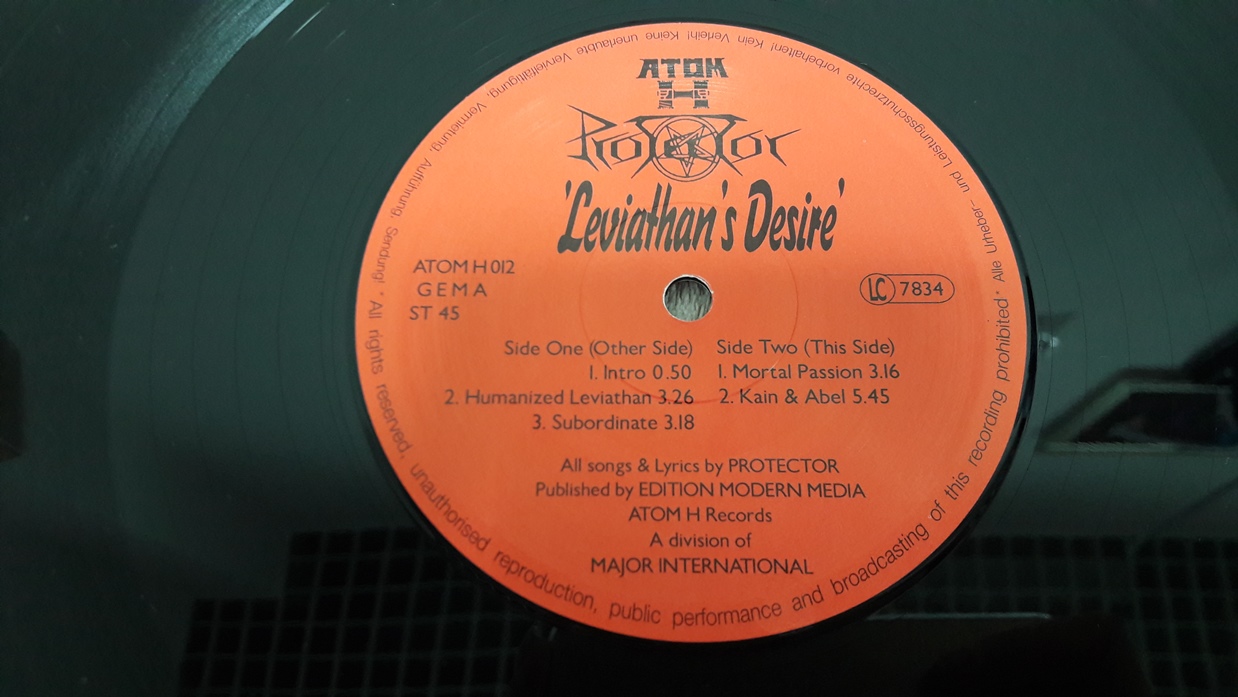 ATOM
H
Protector
'Leviathan's Desire'
ATOM H 012
GEMA
ST 45
LC 7834
Side One (Other Side)
1. Intro 0.50
2. Humanized Leviathan 3.26
3. Subordinate 3.18
Side Two (This Side)
1. Mortal Passion 3.16
2. Kain & Abel 5.45
All songs & Lyrics by PROTECTOR
Published by EDITION MODERN MEDIA
ATOM H Records
A division of
MAJOR INTERNATIONAL
Alle Urheber- und Leistungsschutzrechte vorbehalten! Kein Verleih! Keine unerlaubte Vervielfältigung, Vermietung, Aufführung, Sendung! * All rights reserved, unauthorised reproduction, public performance and broadcasting of this recording prohibited *